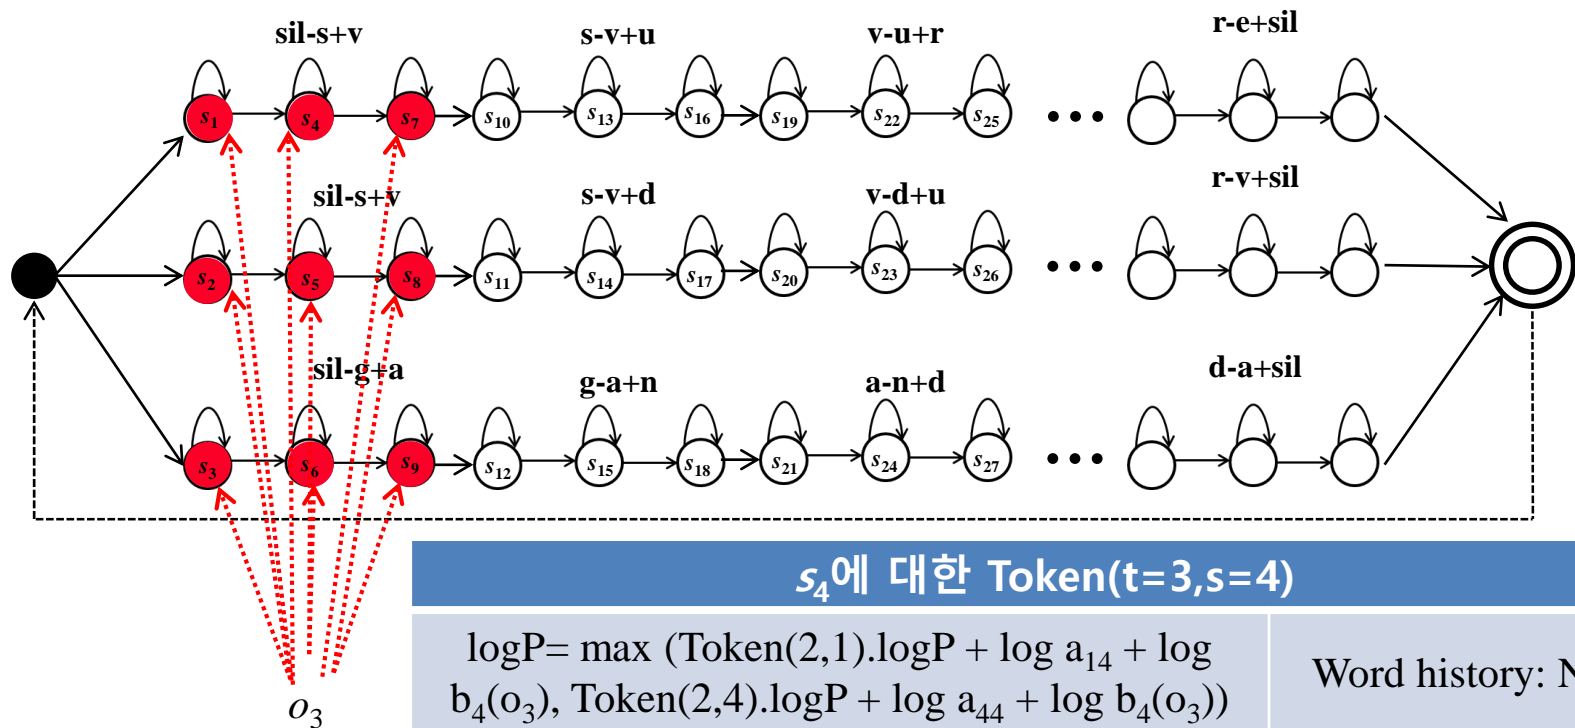 sil-s+v s-v+u v-u+r r-e+sil
s1 s4 s7 s10 s13 s16 s19 s22 s25
sil-s+v s-v+d v-d+u r-v+sil
s2 s5 s8 s11 s14 s17 s20 s23 s26
sil-g+a g-a+n a-n+d d-a+sil
s3 s6 s9 s12 s15 s18 s21 s24 s27
s4에 대한 Token(t=3,s=4)
logP= max (Token(2,1).logP + log a14 + log
b4(o3), Token(2,4).logP + log a44 + log b4(o3))
Word history: N
o3